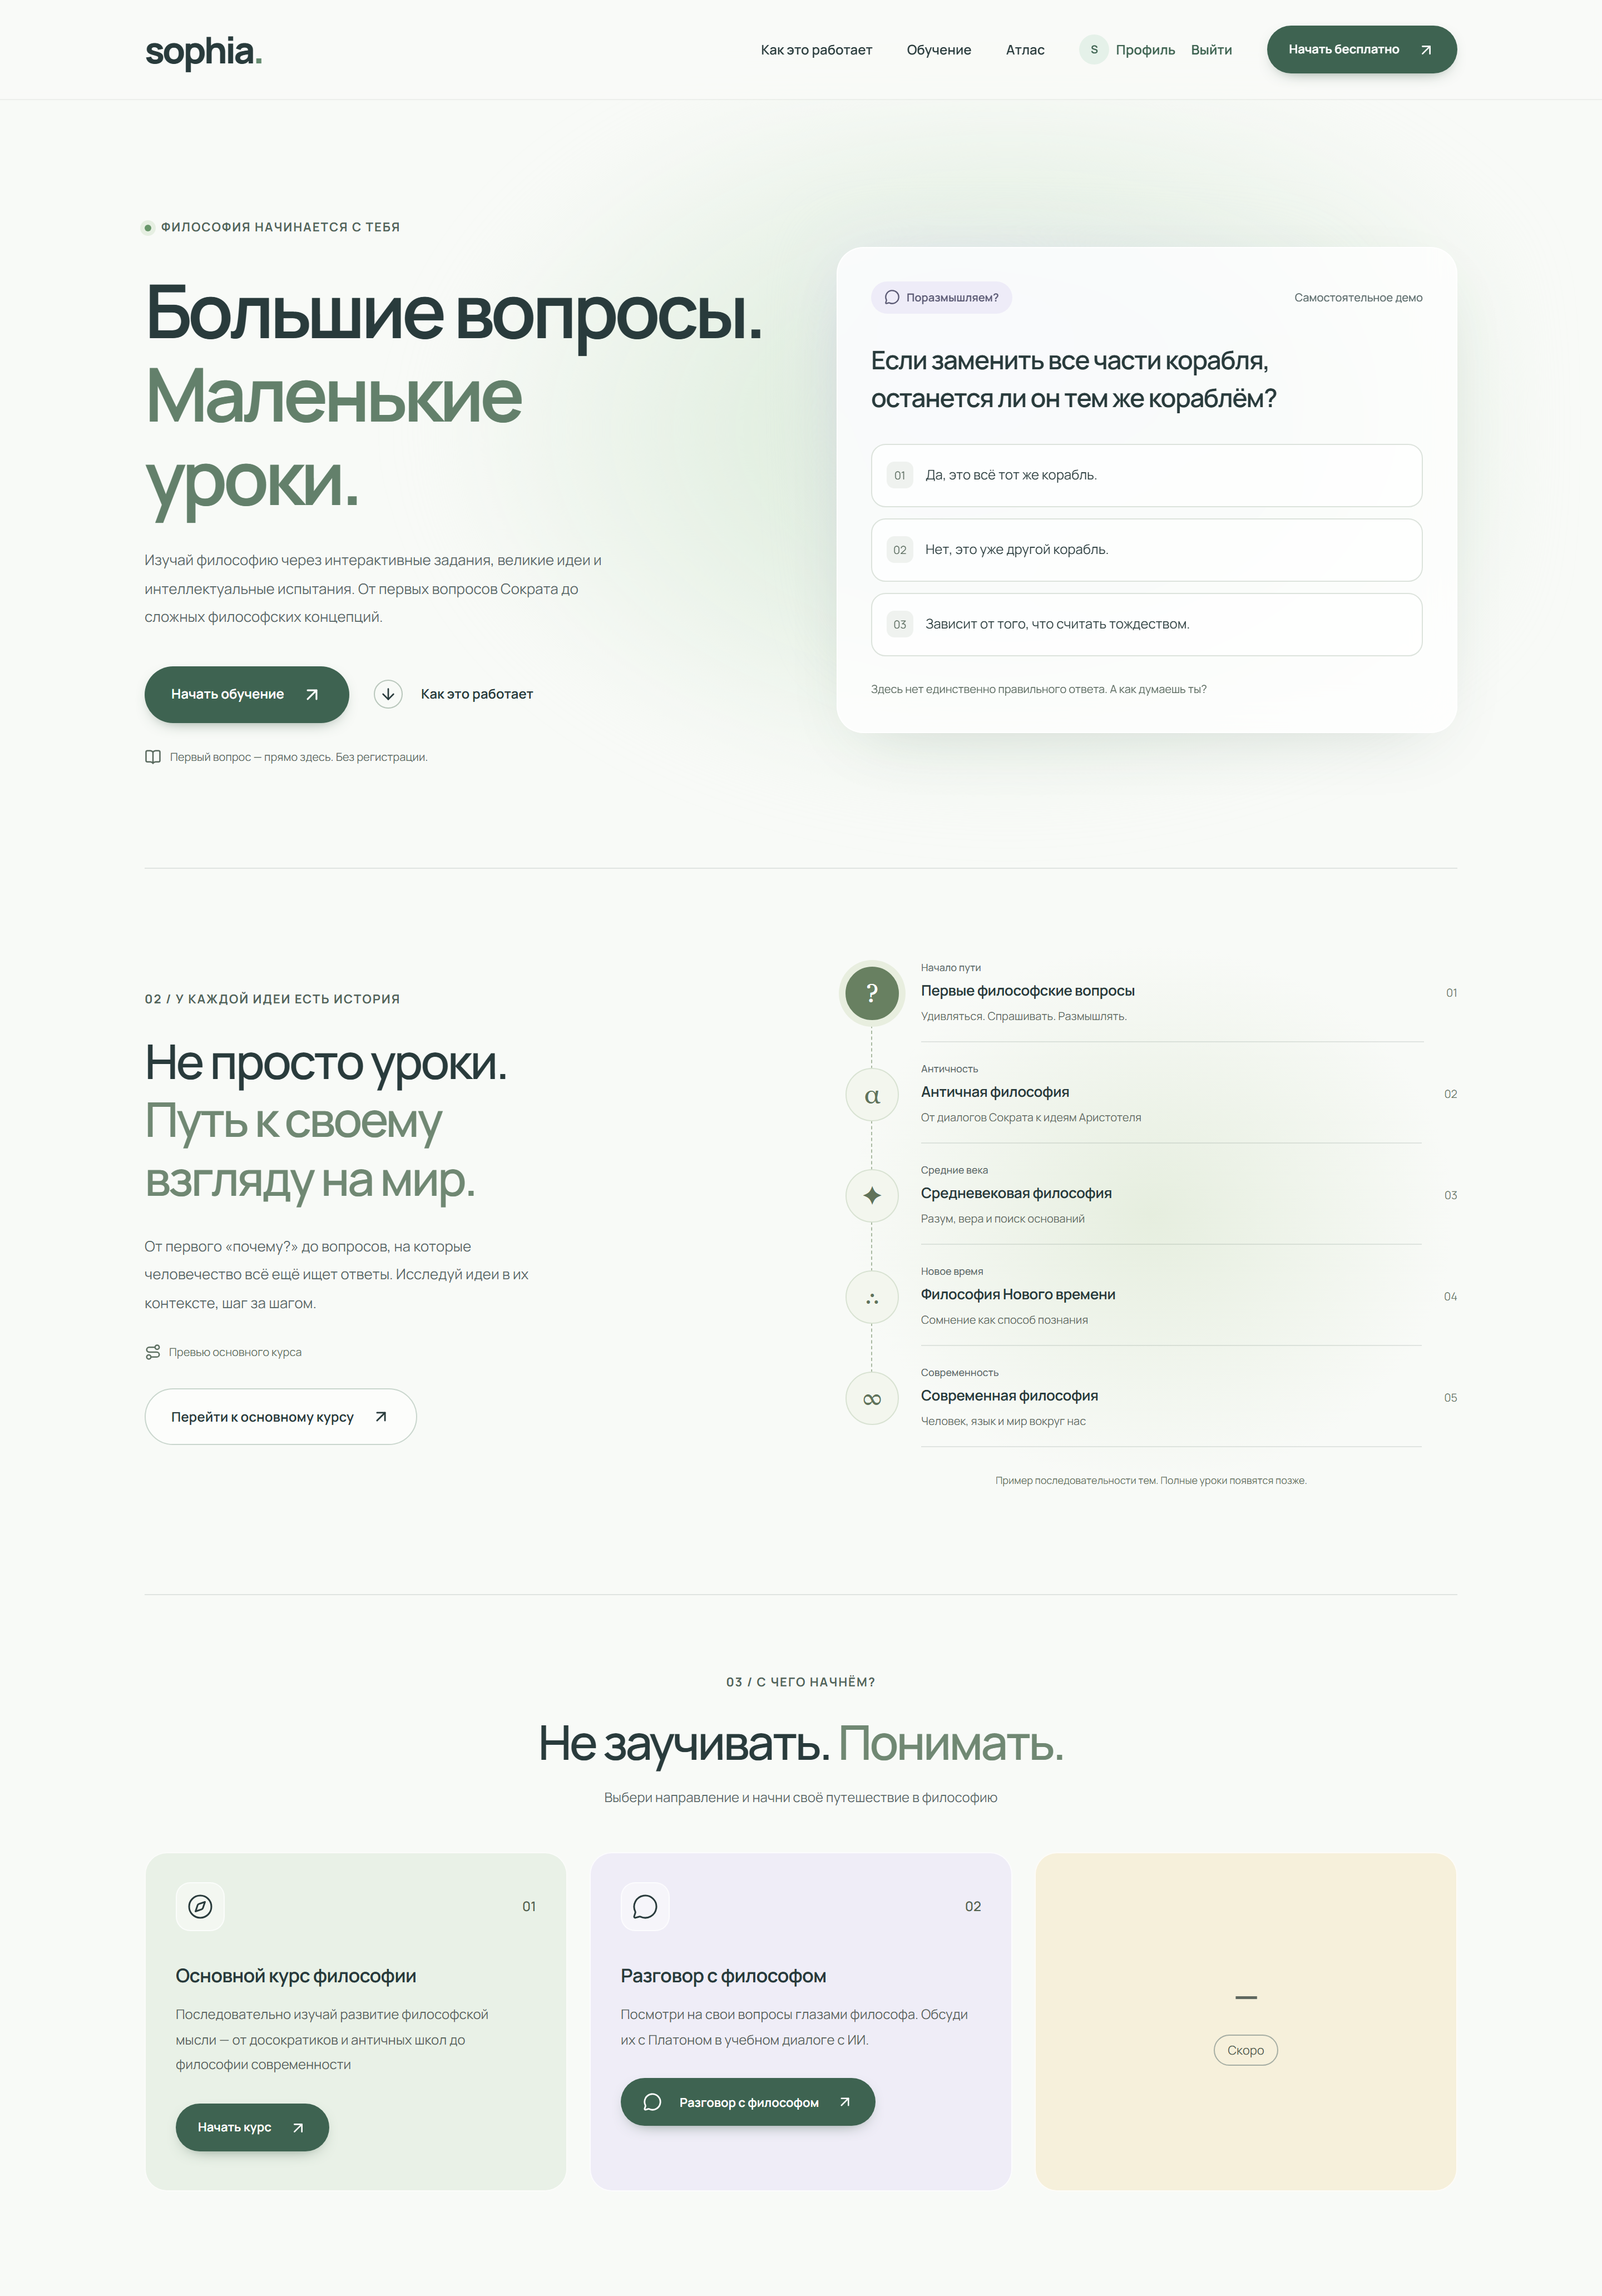 sophia.
Как это работает
Обучение
Атлас
S
Профиль
Выйти
Начать бесплатно
ФИЛОСОФИЯ НАЧИНАЕТСЯ С ТЕБЯ
Большие вопросы.
Маленькие
уроки.
Изучай философию через интерактивные задания, великие идеи и
интеллектуальные испытания. От первых вопросов Сократа до
сложных философских концепций.
Начать обучение
Как это работает
Первый вопрос — прямо здесь. Без регистрации.
Поразмышляем?
Самостоятельное демо
Если заменить все части корабля,
останется ли он тем же кораблём?
01 Да, это всё тот же корабль.
02 Нет, это уже другой корабль.
03 Зависит от того, что считать тождеством.
Здесь нет единственно правильного ответа. А как думаешь ты?
02 / У КАЖДОЙ ИДЕИ ЕСТЬ ИСТОРИЯ
Не просто уроки.
Путь к своему
взгляду на мир.
От первого «почему?» до вопросов, на которые
человечество всё ещё ищет ответы. Исследуй идеи в их
контексте, шаг за шагом.
Превью основного курса
Перейти к основному курсу
?
Начало пути
Первые философские вопросы
01
Удивляться. Спрашивать. Размышлять.
α
Античность
Античная философия
02
От диалогов Сократа к идеям Аристотеля
✦
Средние века
Средневековая философия
03
Разум, вера и поиск оснований
∴
Новое время
Философия Нового времени
04
Сомнение как способ познания
∞
Современность
Современная философия
05
Человек, язык и мир вокруг нас
Пример последовательности тем. Полные уроки появятся позже.
03 / С ЧЕГО НАЧНЁМ?
Не заучивать. Понимать.
Выбери направление и начни своё путешествие в философию
01
Основной курс философии
Последовательно изучай развитие философской
мысли — от досократиков и античных школ до
философии современности
Начать курс
02
Разговор с философом
Посмотри на свои вопросы глазами философа. Обсуди
их с Платоном в учебном диалоге с ИИ.
Разговор с философом
—
Скоро